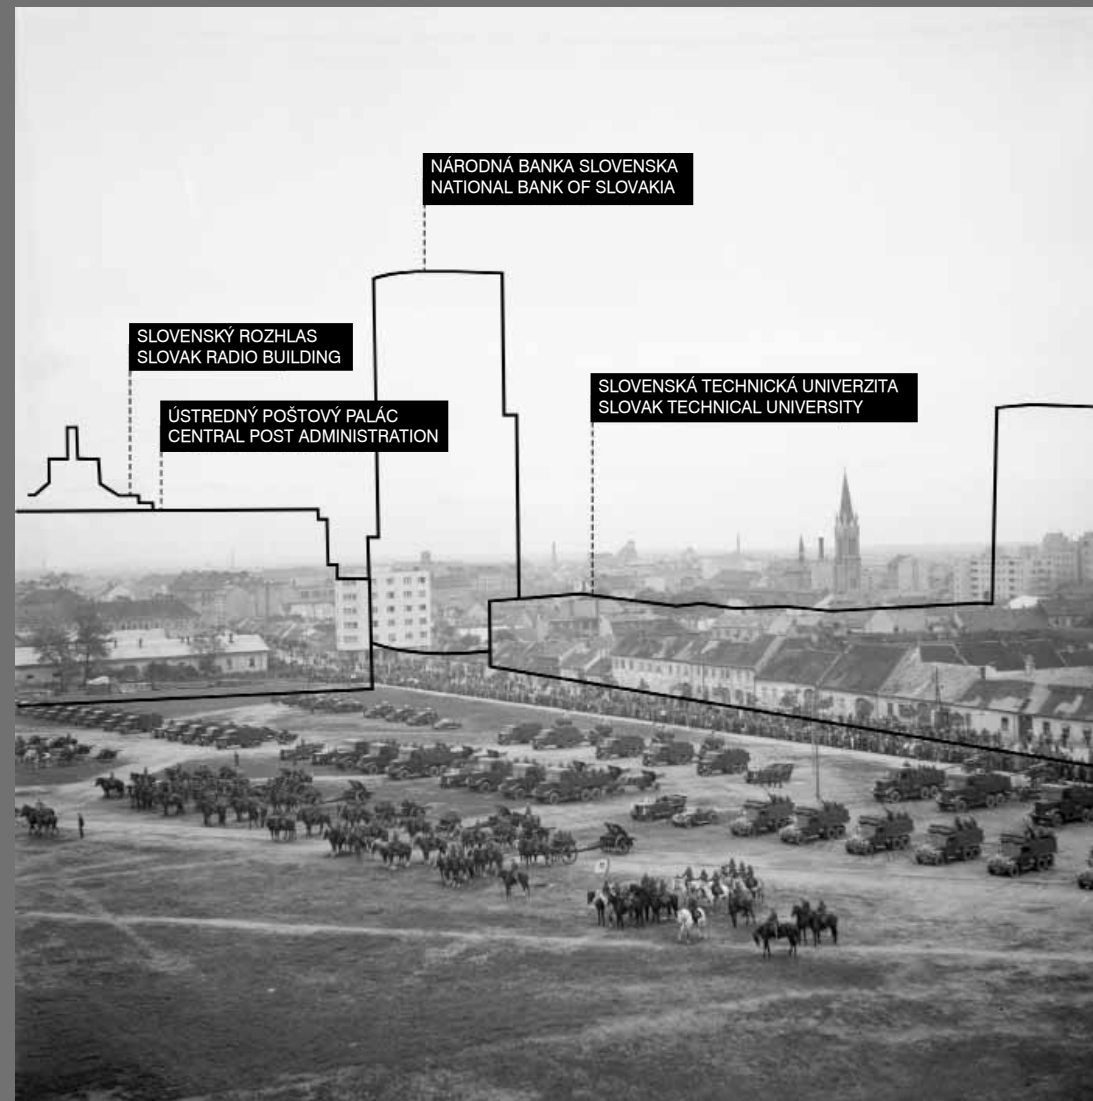 NÁRODNÁ BANKA SLOVENSKA
NATIONAL BANK OF SLOVAKIA
SLOVENSKÝ ROZHLAS
SLOVAK RADIO BUILDING
SLOVENSKÁ TECHNICKÁ UNIVERZITA
SLOVAK TECHNICAL UNIVERSITY
ÚSTREDNÝ POŠTOVÝ PALÁC
CENTRAL POST ADMINISTRATION